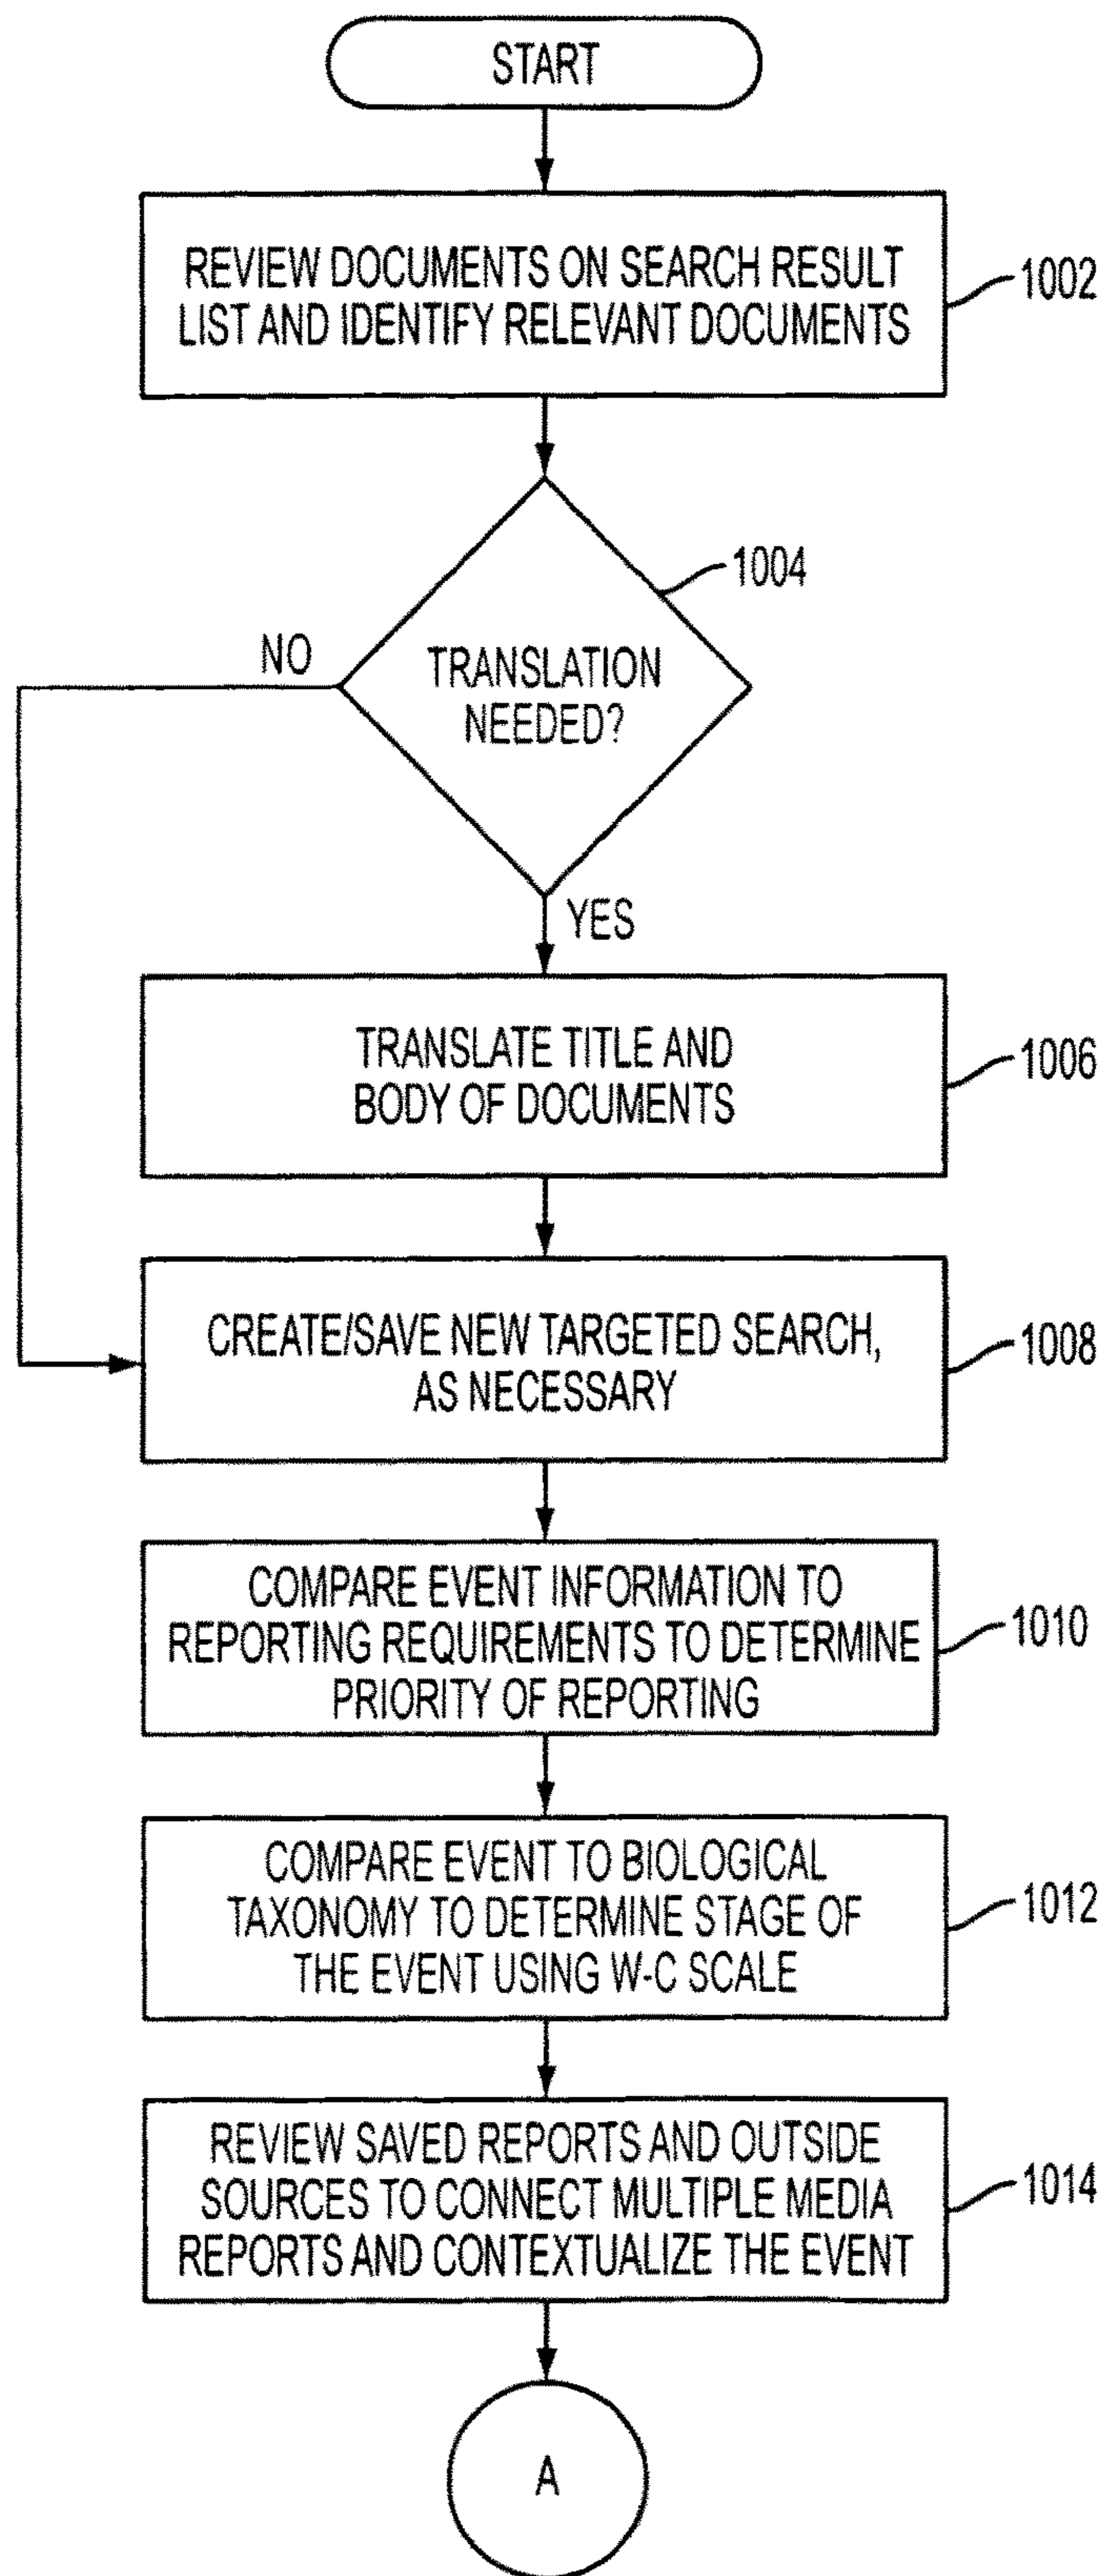 START
REVIEW DOCUMENTS ON SEARCH RESULT
LIST AND IDENTIFY RELEVANT DOCUMENTS
1002
1004
NO
TRANSLATION
NEEDED?
YES
TRANSLATE TITLE AND
BODY OF DOCUMENTS
1006
CREATE/SAVE NEW TARGETED SEARCH,
AS NECESSARY
1008
COMPARE EVENT INFORMATION TO
REPORTING REQUIREMENTS TO DETERMINE
PRIORITY OF REPORTING
1010
COMPARE EVENT TO BIOLOGICAL
TAXONOMY TO DETERMINE STAGE OF
THE EVENT USING W-C SCALE
1012
REVIEW SAVED REPORTS AND OUTSIDE
SOURCES TO CONNECT MULTIPLE MEDIA
REPORTS AND CONTEXTUALIZE THE EVENT
1014
A